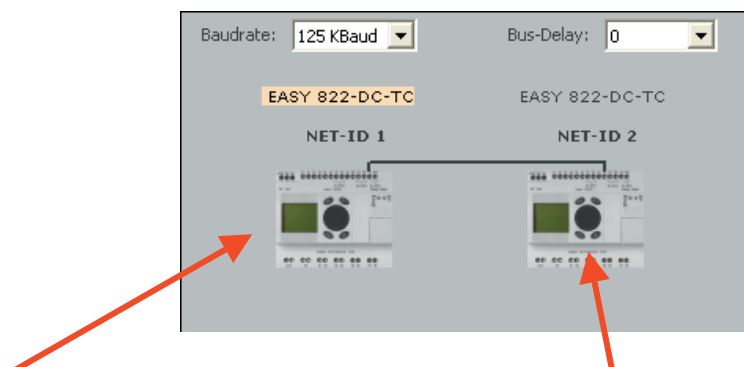 Baudrate: 125 KBaud Bus-Delay: 0
EASY 822-DC-TC EASY 822-DC-TC
NET-ID 1 NET-ID 2